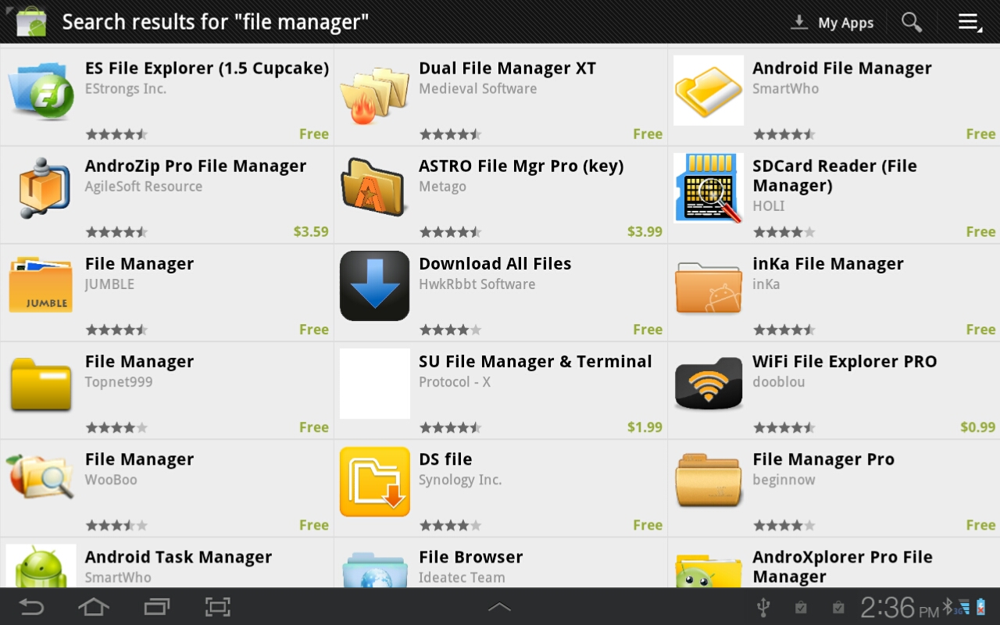 Search results for "file manager"
My Apps
ES File Explorer (1.5 Cupcake)
EStrongs Inc.
Free
Dual File Manager XT
Medieval Software
Free
Android File Manager
SmartWho
Free
AndroZip Pro File Manager
AgileSoft Resource
$3.59
ASTRO File Mgr Pro (key)
Metago
$3.99
SDCard Reader (File
Manager)
HOLI
Free
File Manager
JUMBLE
JUMBLE
Free
Download All Files
HwkRbbt Software
Free
inKa File Manager
inKa
Free
File Manager
Topnet999
Free
SU File Manager & Terminal
Protocol - X
$1.99
WiFi File Explorer PRO
dooblou
$0.99
File Manager
WooBoo
Free
DS file
Synology Inc.
Free
File Manager Pro
beginnow
Free
Android Task Manager
SmartWho
File Browser
Ideatec Team
AndroXplorer Pro File
Manager
2:36 PM
3G